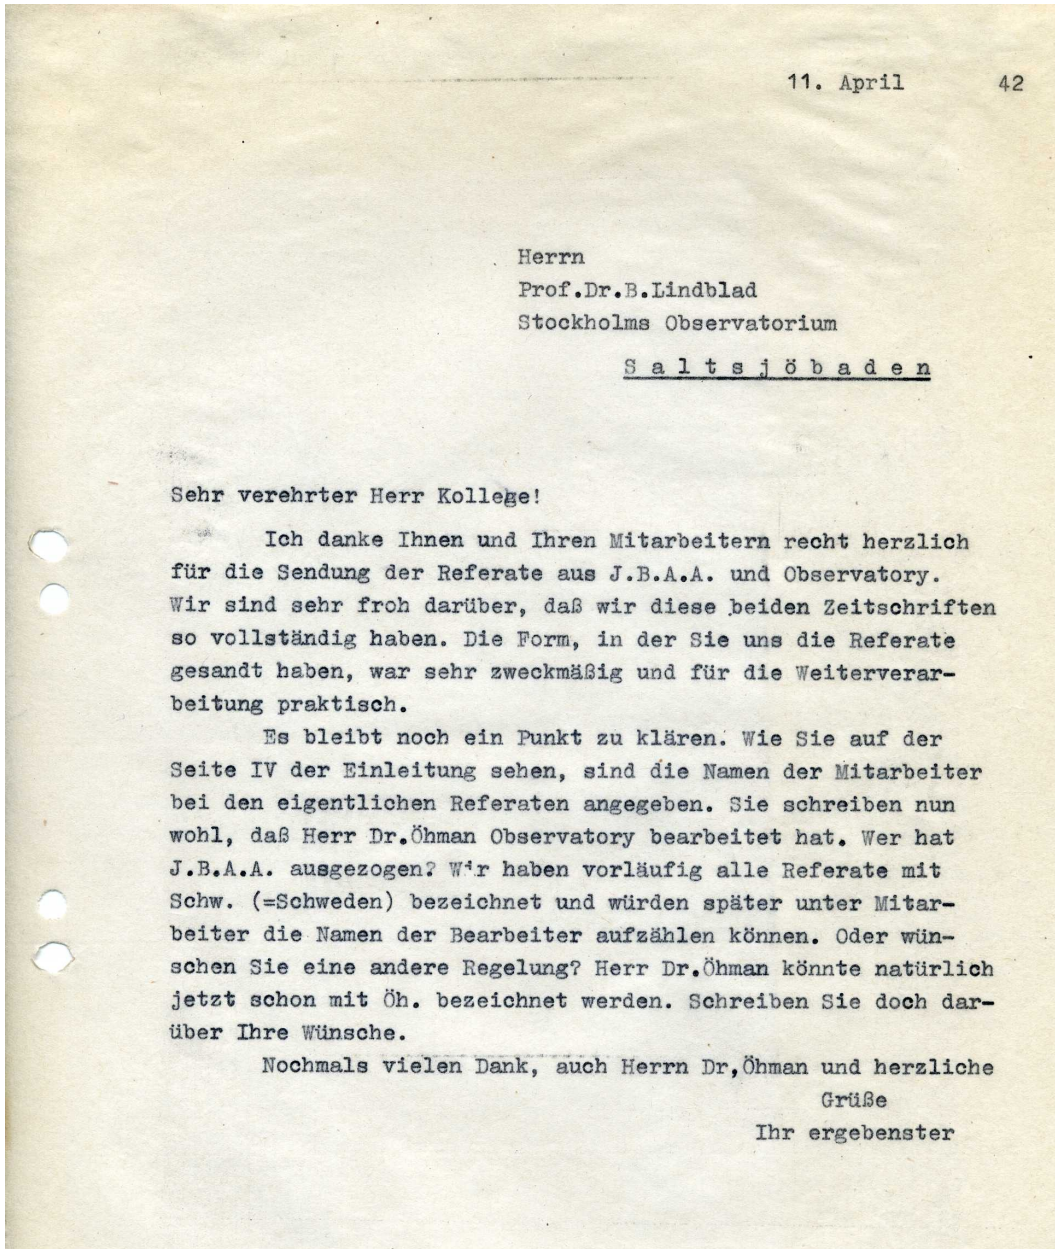 11. April 42
Herrn
Prof.Dr.B.Lindblad
Stockholms Observatorium
S a l t s j ö b a d e n
Sehr verehrter Herr Kollege!
Ich danke Ihnen und Ihren Mitarbeitern recht herzlich
für die Sendung der Referate aus J.B.A.A. und Observatory.
Wir sind sehr froh darüber, daß wir diese beiden Zeitschriften
so vollständig haben. Die Form, in der Sie uns die Referate
gesandt haben, war sehr zweckmäßig und für die Weiterverar-
beitung praktisch.
Es bleibt noch ein Punkt zu klären. Wie Sie auf der
Seite IV der Einleitung sehen, sind die Namen der Mitarbeiter
bei den eigentlichen Referaten angegeben. Sie schreiben nun
wohl, daß Herr Dr.Öhman Observatory bearbeitet hat. Wer hat
J.B.A.A. ausgezogen? Wir haben vorläufig alle Referate mit
Schw. (=Schweden) bezeichnet und würden später unter Mitar-
beiter die Namen der Bearbeiter aufzählen können. Oder wün-
schen Sie eine andere Regelung? Herr Dr.Öhman könnte natürlich
jetzt schon mit Öh. bezeichnet werden. Schreiben Sie doch dar-
über Ihre Wünsche.
Nochmals vielen Dank, auch Herrn Dr,Öhman und herzliche
Grüße
Ihr ergebenster